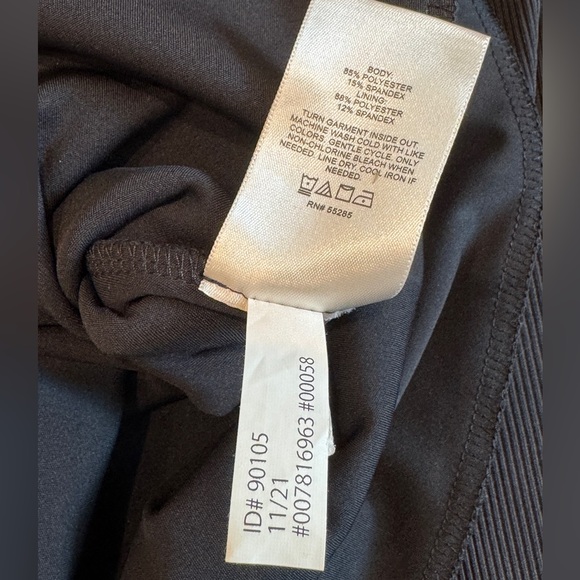 BODY:
85% POLYESTER
15% SPANDEX
LINING:
88% POLYESTER
12% SPANDEX
TURN GARMENT INSIDE OUT
MACHINE WASH COLD WITH LIKE
COLORS. GENTLE CYCLE. ONLY
NON-CHLORINE BLEACH WHEN
NEEDED. LINE DRY. COOL IRON IF
NEEDED.
RN# 55285
ID# 90105
11/21
#007816963 #00058